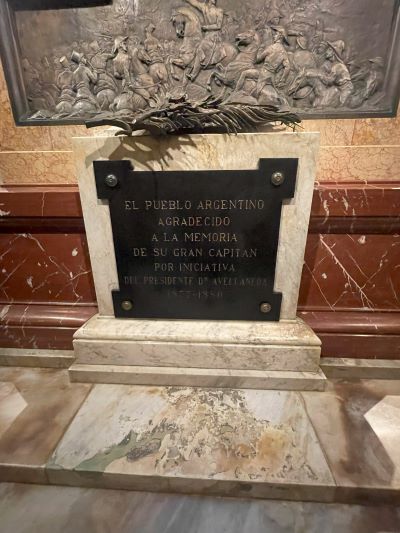 EL PUEBLO ARGENTINO
AGRADECIDO
A LA MEMORIA
DE SU GRAN CAPITAN
POR INICIATIVA
DEL PRESIDENTE Dᴿ AVELLANEDA
1877-1880